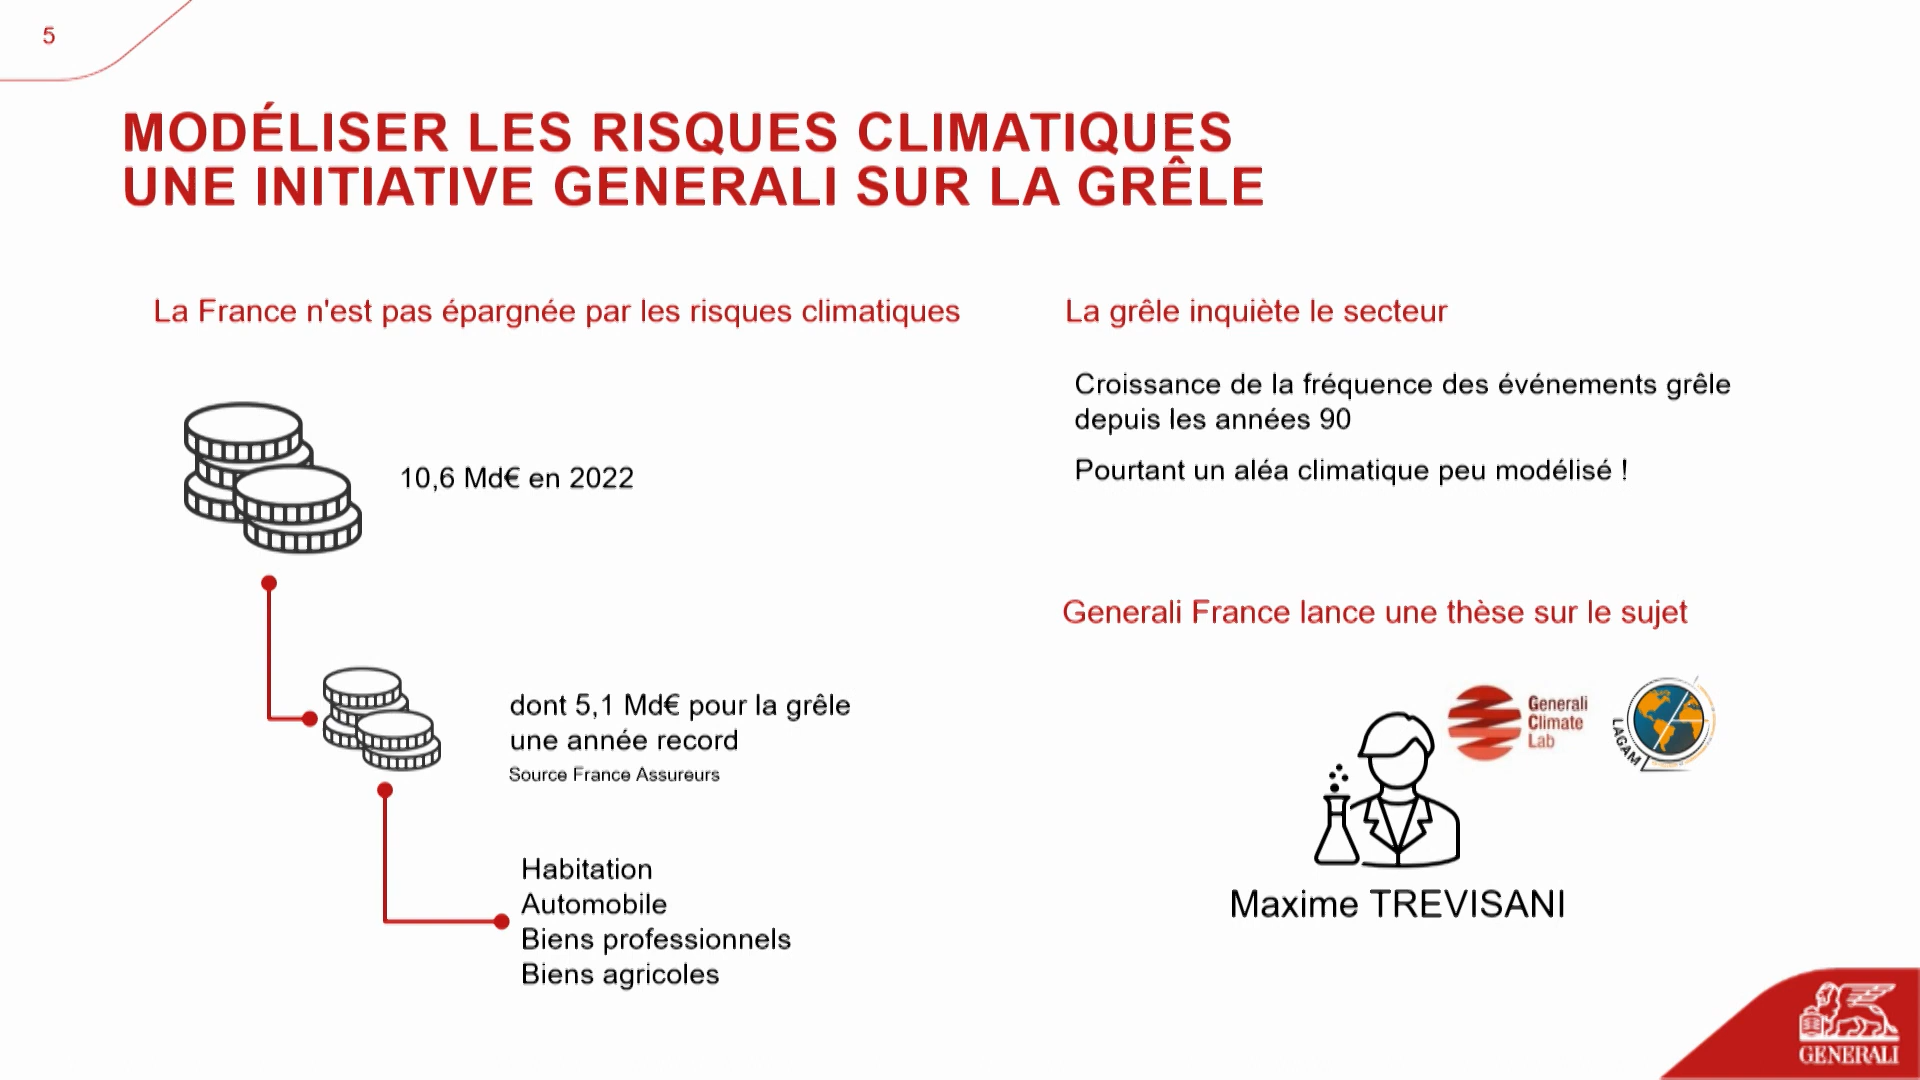 5
MODÉLISER LES RISQUES CLIMATIQUES
UNE INITIATIVE GENERALI SUR LA GRÊLE
La France n'est pas épargnée par les risques climatiques
10,6 Md€ en 2022
dont 5,1 Md€ pour la grêle
une année record
Source France Assureurs
Habitation
Automobile
Biens professionnels
Biens agricoles
La grêle inquiète le secteur
Croissance de la fréquence des événements grêle
depuis les années 90
Pourtant un aléa climatique peu modélisé !
Generali France lance une thèse sur le sujet
Generali
Climate
Lab
LAGAM
Maxime TREVISANI
GENERALI